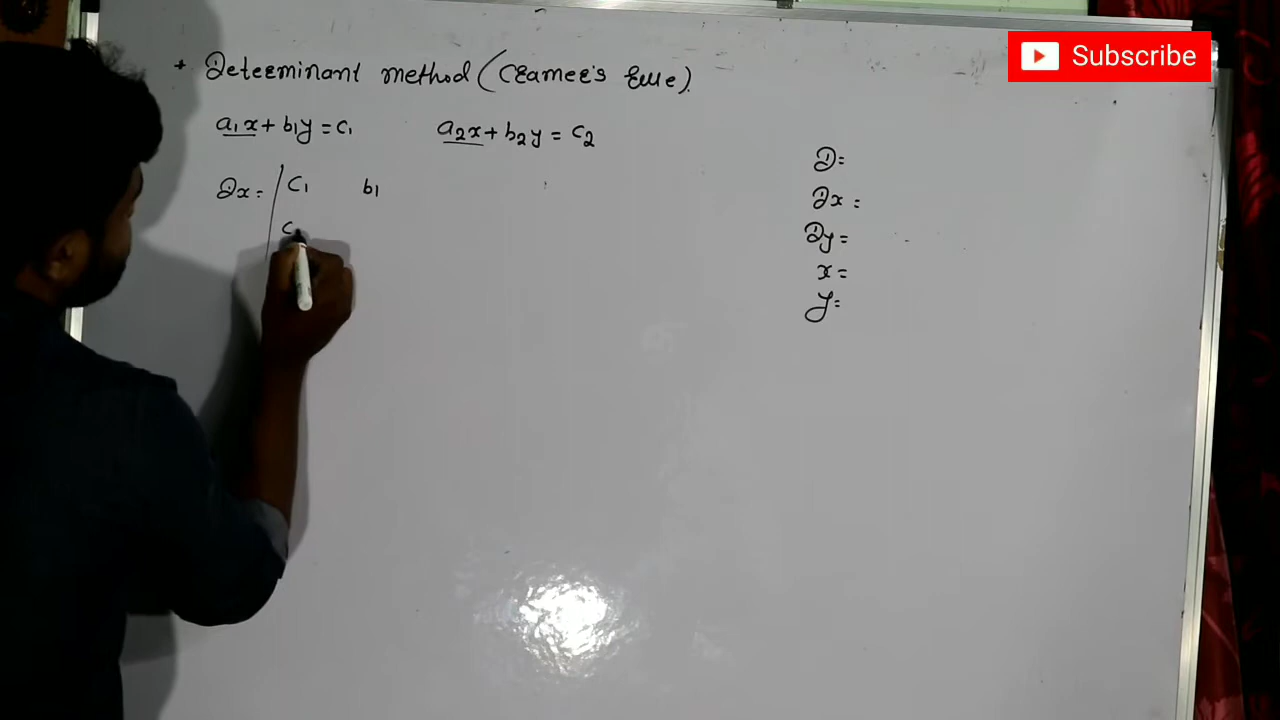 Subscribe
* Determinant method (Cramer's Rule).
a₁x + b₁y = c₁ a₂x + b₂y = c₂
Dx = | c₁ b₁
c
D =
Dx =
Dy =
x =
y =